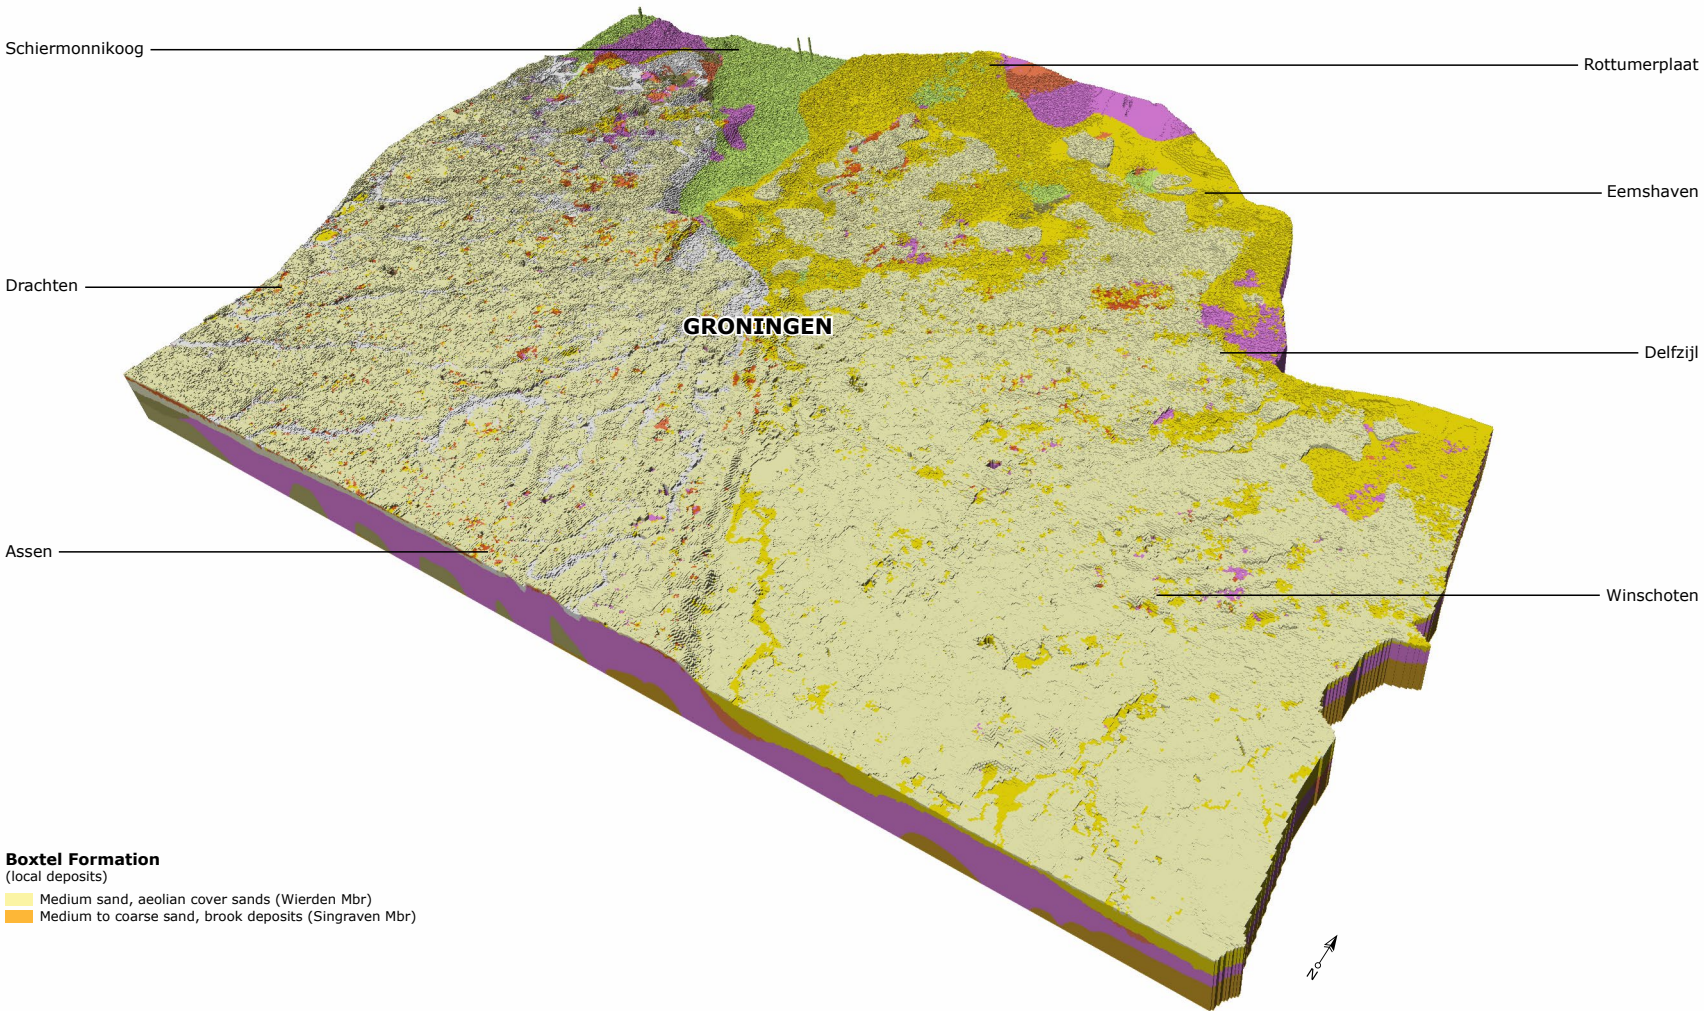 Schiermonnikoog
Rottumerplaat
Eemshaven
Drachten
GRONINGEN
Delfzijl
Assen
Winschoten
Boxtel Formation
(local deposits)
Medium sand, aeolian cover sands (Wierden Mbr)
Medium to coarse sand, brook deposits (Singraven Mbr)
N